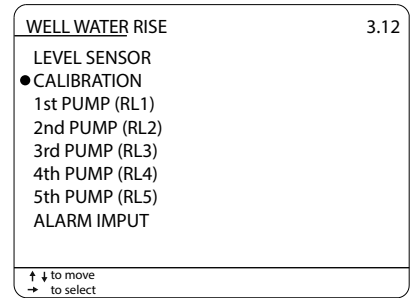 WELL WATER RISE 3.12
LEVEL SENSOR
CALIBRATION
1st PUMP (RL1)
2nd PUMP (RL2)
3rd PUMP (RL3)
4th PUMP (RL4)
5th PUMP (RL5)
ALARM IMPUT
↑ ↓ to move
→ to select